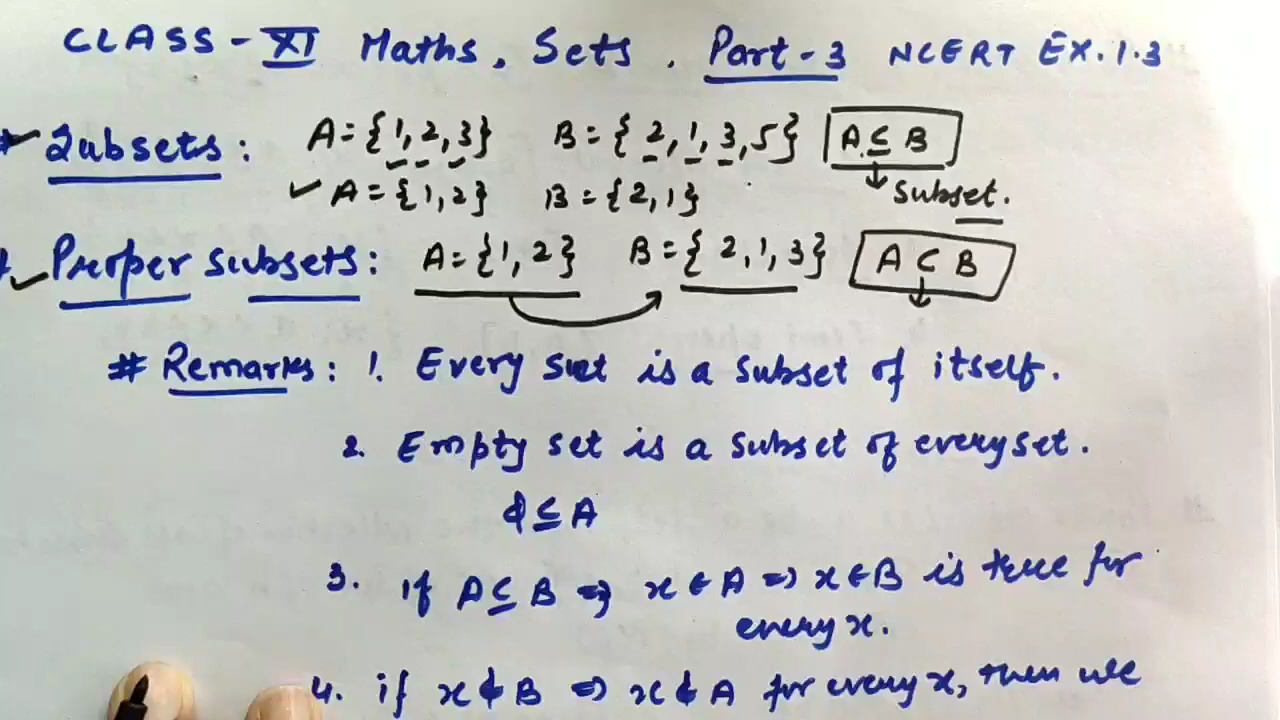 CLASS-XI Maths, Sets. Part-3 NCERT EX.1.3
Subsets: A={1,2,3} B={2,1,3,5} A⊆B
A={1,2} B={2,1} Subset.
Proper subsets: A={1,2} B={2,1,3} A⊂B
# Remarks: 1. Every set is a subset of itself.
2. Empty set is a subset of every set.
ϕ⊆A
3. if A⊆B ⇒ x∈A ⇒ x∈B is true for
every x.
4. if x∉B ⇒ x∉A for every x, then we